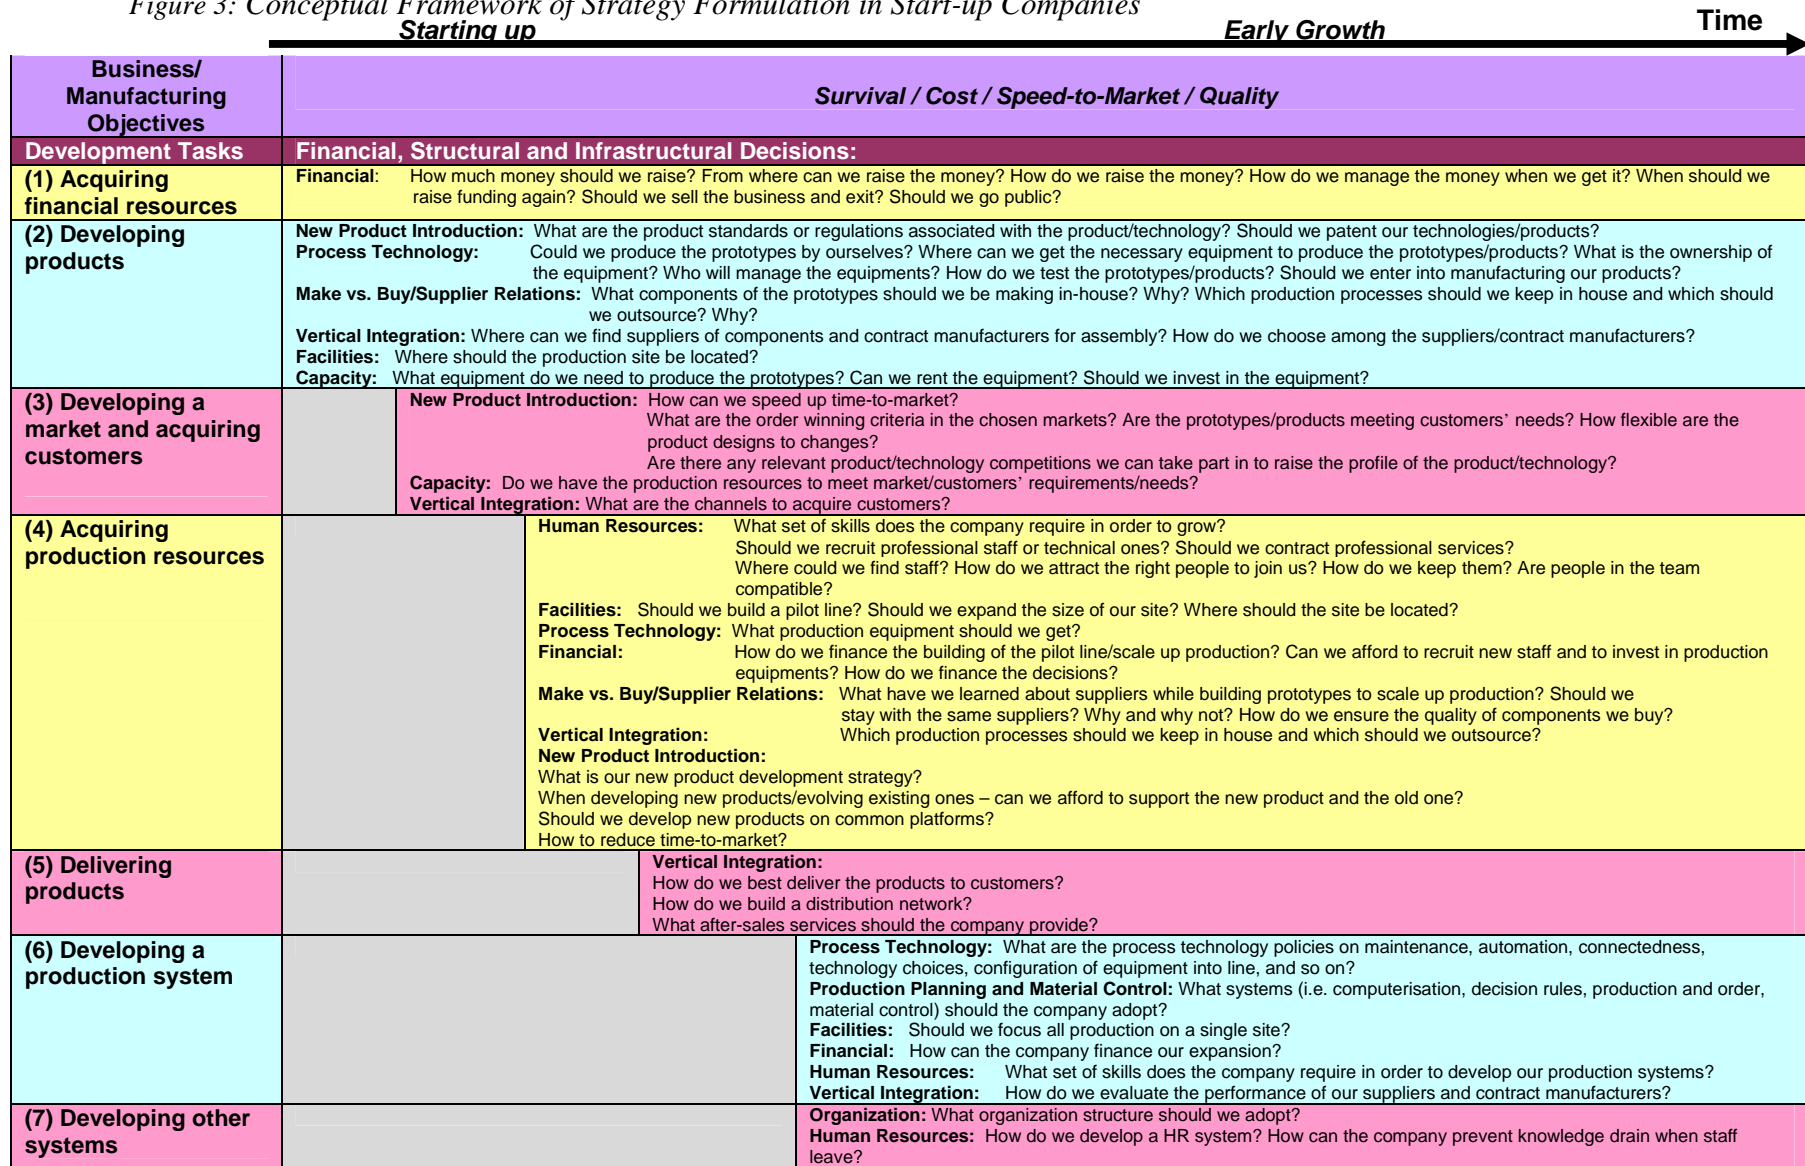 Figure 3: Conceptual Framework of Strategy Formulation in Start-up Companies
Starting up
Early Growth
Time
Business/
Manufacturing
Objectives
Survival / Cost / Speed-to-Market / Quality
Development Tasks
Financial, Structural and Infrastructural Decisions:
(1) Acquiring
financial resources
Financial: How much money should we raise? From where can we raise the money? How do we raise the money? How do we manage the money when we get it? When should we
raise funding again? Should we sell the business and exit? Should we go public?
(2) Developing
products
New Product Introduction: What are the product standards or regulations associated with the product/technology? Should we patent our technologies/products?
Process Technology: Could we produce the prototypes by ourselves? Where can we get the necessary equipment to produce the prototypes/products? What is the ownership of
the equipment? Who will manage the equipments? How do we test the prototypes/products? Should we enter into manufacturing our products?
Make vs. Buy/Supplier Relations: What components of the prototypes should we be making in-house? Why? Which production processes should we keep in house and which should
we outsource? Why?
Vertical Integration: Where can we find suppliers of components and contract manufacturers for assembly? How do we choose among the suppliers/contract manufacturers?
Facilities: Where should the production site be located?
Capacity: What equipment do we need to produce the prototypes? Can we rent the equipment? Should we invest in the equipment?
(3) Developing a
market and acquiring
customers
New Product Introduction: How can we speed up time-to-market?
What are the order winning criteria in the chosen markets? Are the prototypes/products meeting customers’ needs? How flexible are the
product designs to changes?
Are there any relevant product/technology competitions we can take part in to raise the profile of the product/technology?
Capacity: Do we have the production resources to meet market/customers’ requirements/needs?
Vertical Integration: What are the channels to acquire customers?
(4) Acquiring
production resources
Human Resources: What set of skills does the company require in order to grow?
Should we recruit professional staff or technical ones? Should we contract professional services?
Where could we find staff? How do we attract the right people to join us? How do we keep them? Are people in the team
compatible?
Facilities: Should we build a pilot line? Should we expand the size of our site? Where should the site be located?
Process Technology: What production equipment should we get?
Financial: How do we finance the building of the pilot line/scale up production? Can we afford to recruit new staff and to invest in production
equipments? How do we finance the decisions?
Make vs. Buy/Supplier Relations: What have we learned about suppliers while building prototypes to scale up production? Should we
stay with the same suppliers? Why and why not? How do we ensure the quality of components we buy?
Vertical Integration: Which production processes should we keep in house and which should we outsource?
New Product Introduction:
What is our new product development strategy?
When developing new products/evolving existing ones – can we afford to support the new product and the old one?
Should we develop new products on common platforms?
How to reduce time-to-market?
(5) Delivering
products
Vertical Integration:
How do we best deliver the products to customers?
How do we build a distribution network?
What after-sales services should the company provide?
(6) Developing a
production system
Process Technology: What are the process technology policies on maintenance, automation, connectedness,
technology choices, configuration of equipment into line, and so on?
Production Planning and Material Control: What systems (i.e. computerisation, decision rules, production and order,
material control) should the company adopt?
Facilities: Should we focus all production on a single site?
Financial: How can the company finance our expansion?
Human Resources: What set of skills does the company require in order to develop our production systems?
Vertical Integration: How do we evaluate the performance of our suppliers and contract manufacturers?
(7) Developing other
systems
Organization: What organization structure should we adopt?
Human Resources: How do we develop a HR system? How can the company prevent knowledge drain when staff
leave?